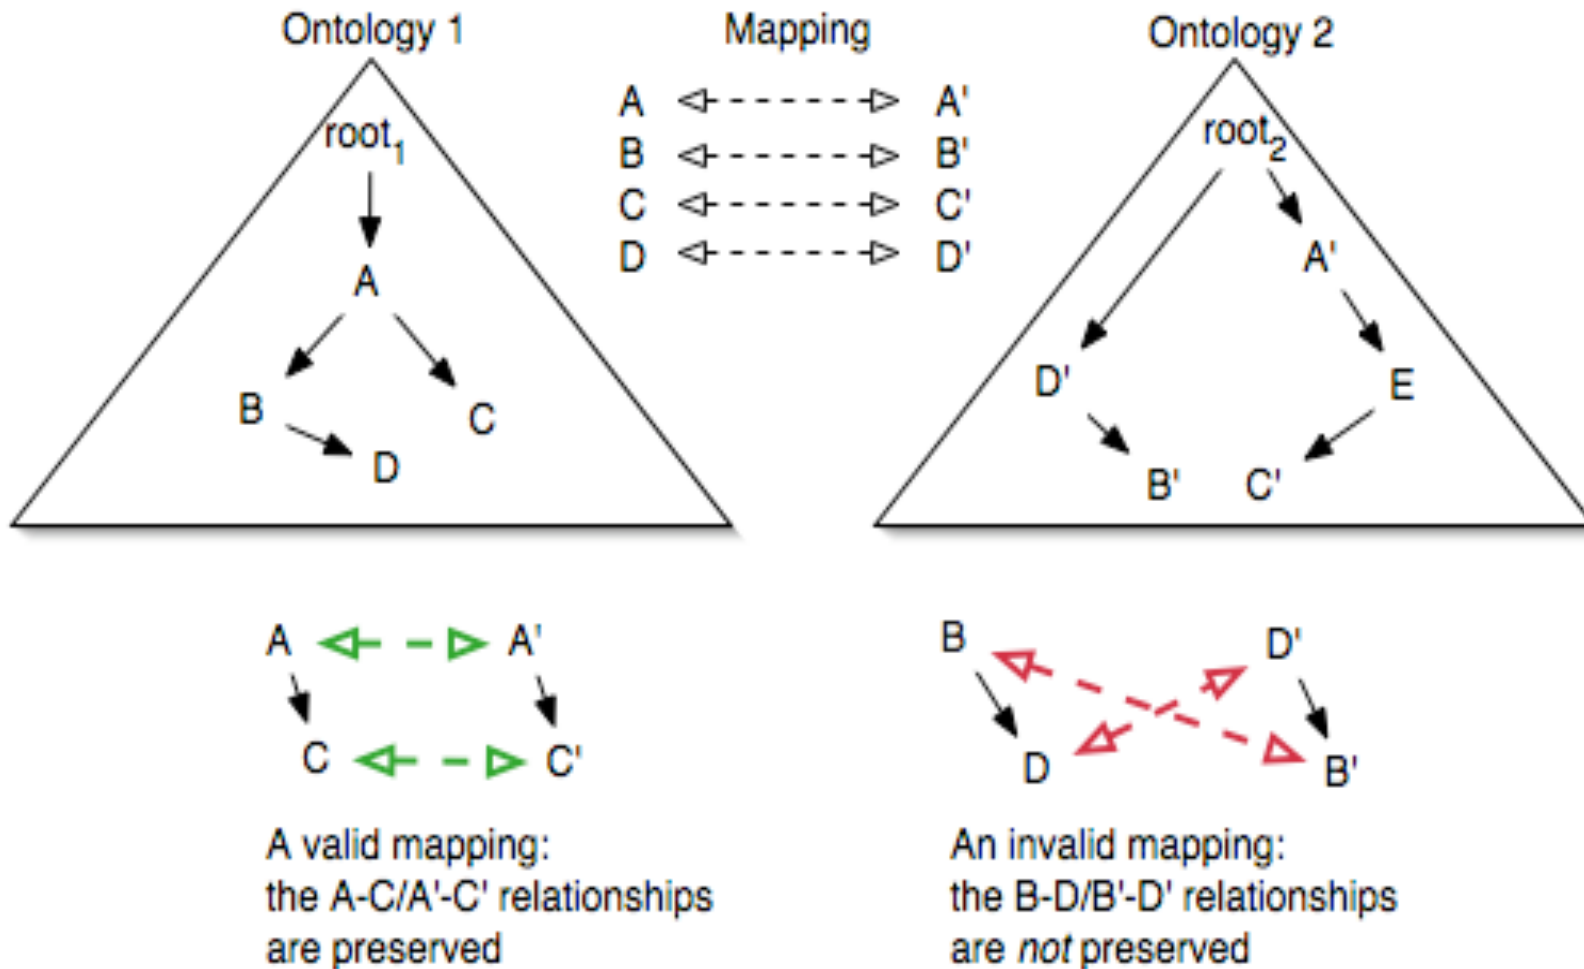 Ontology 1
Mapping
Ontology 2
root1
A
B
C
D
A A'
B B'
C C'
D D'
root2
A'
D'
E
B'
C'
A A'
C C'
A valid mapping:
the A-C/A'-C' relationships
are preserved
B D'
D B'
An invalid mapping:
the B-D/B'-D' relationships
are not preserved